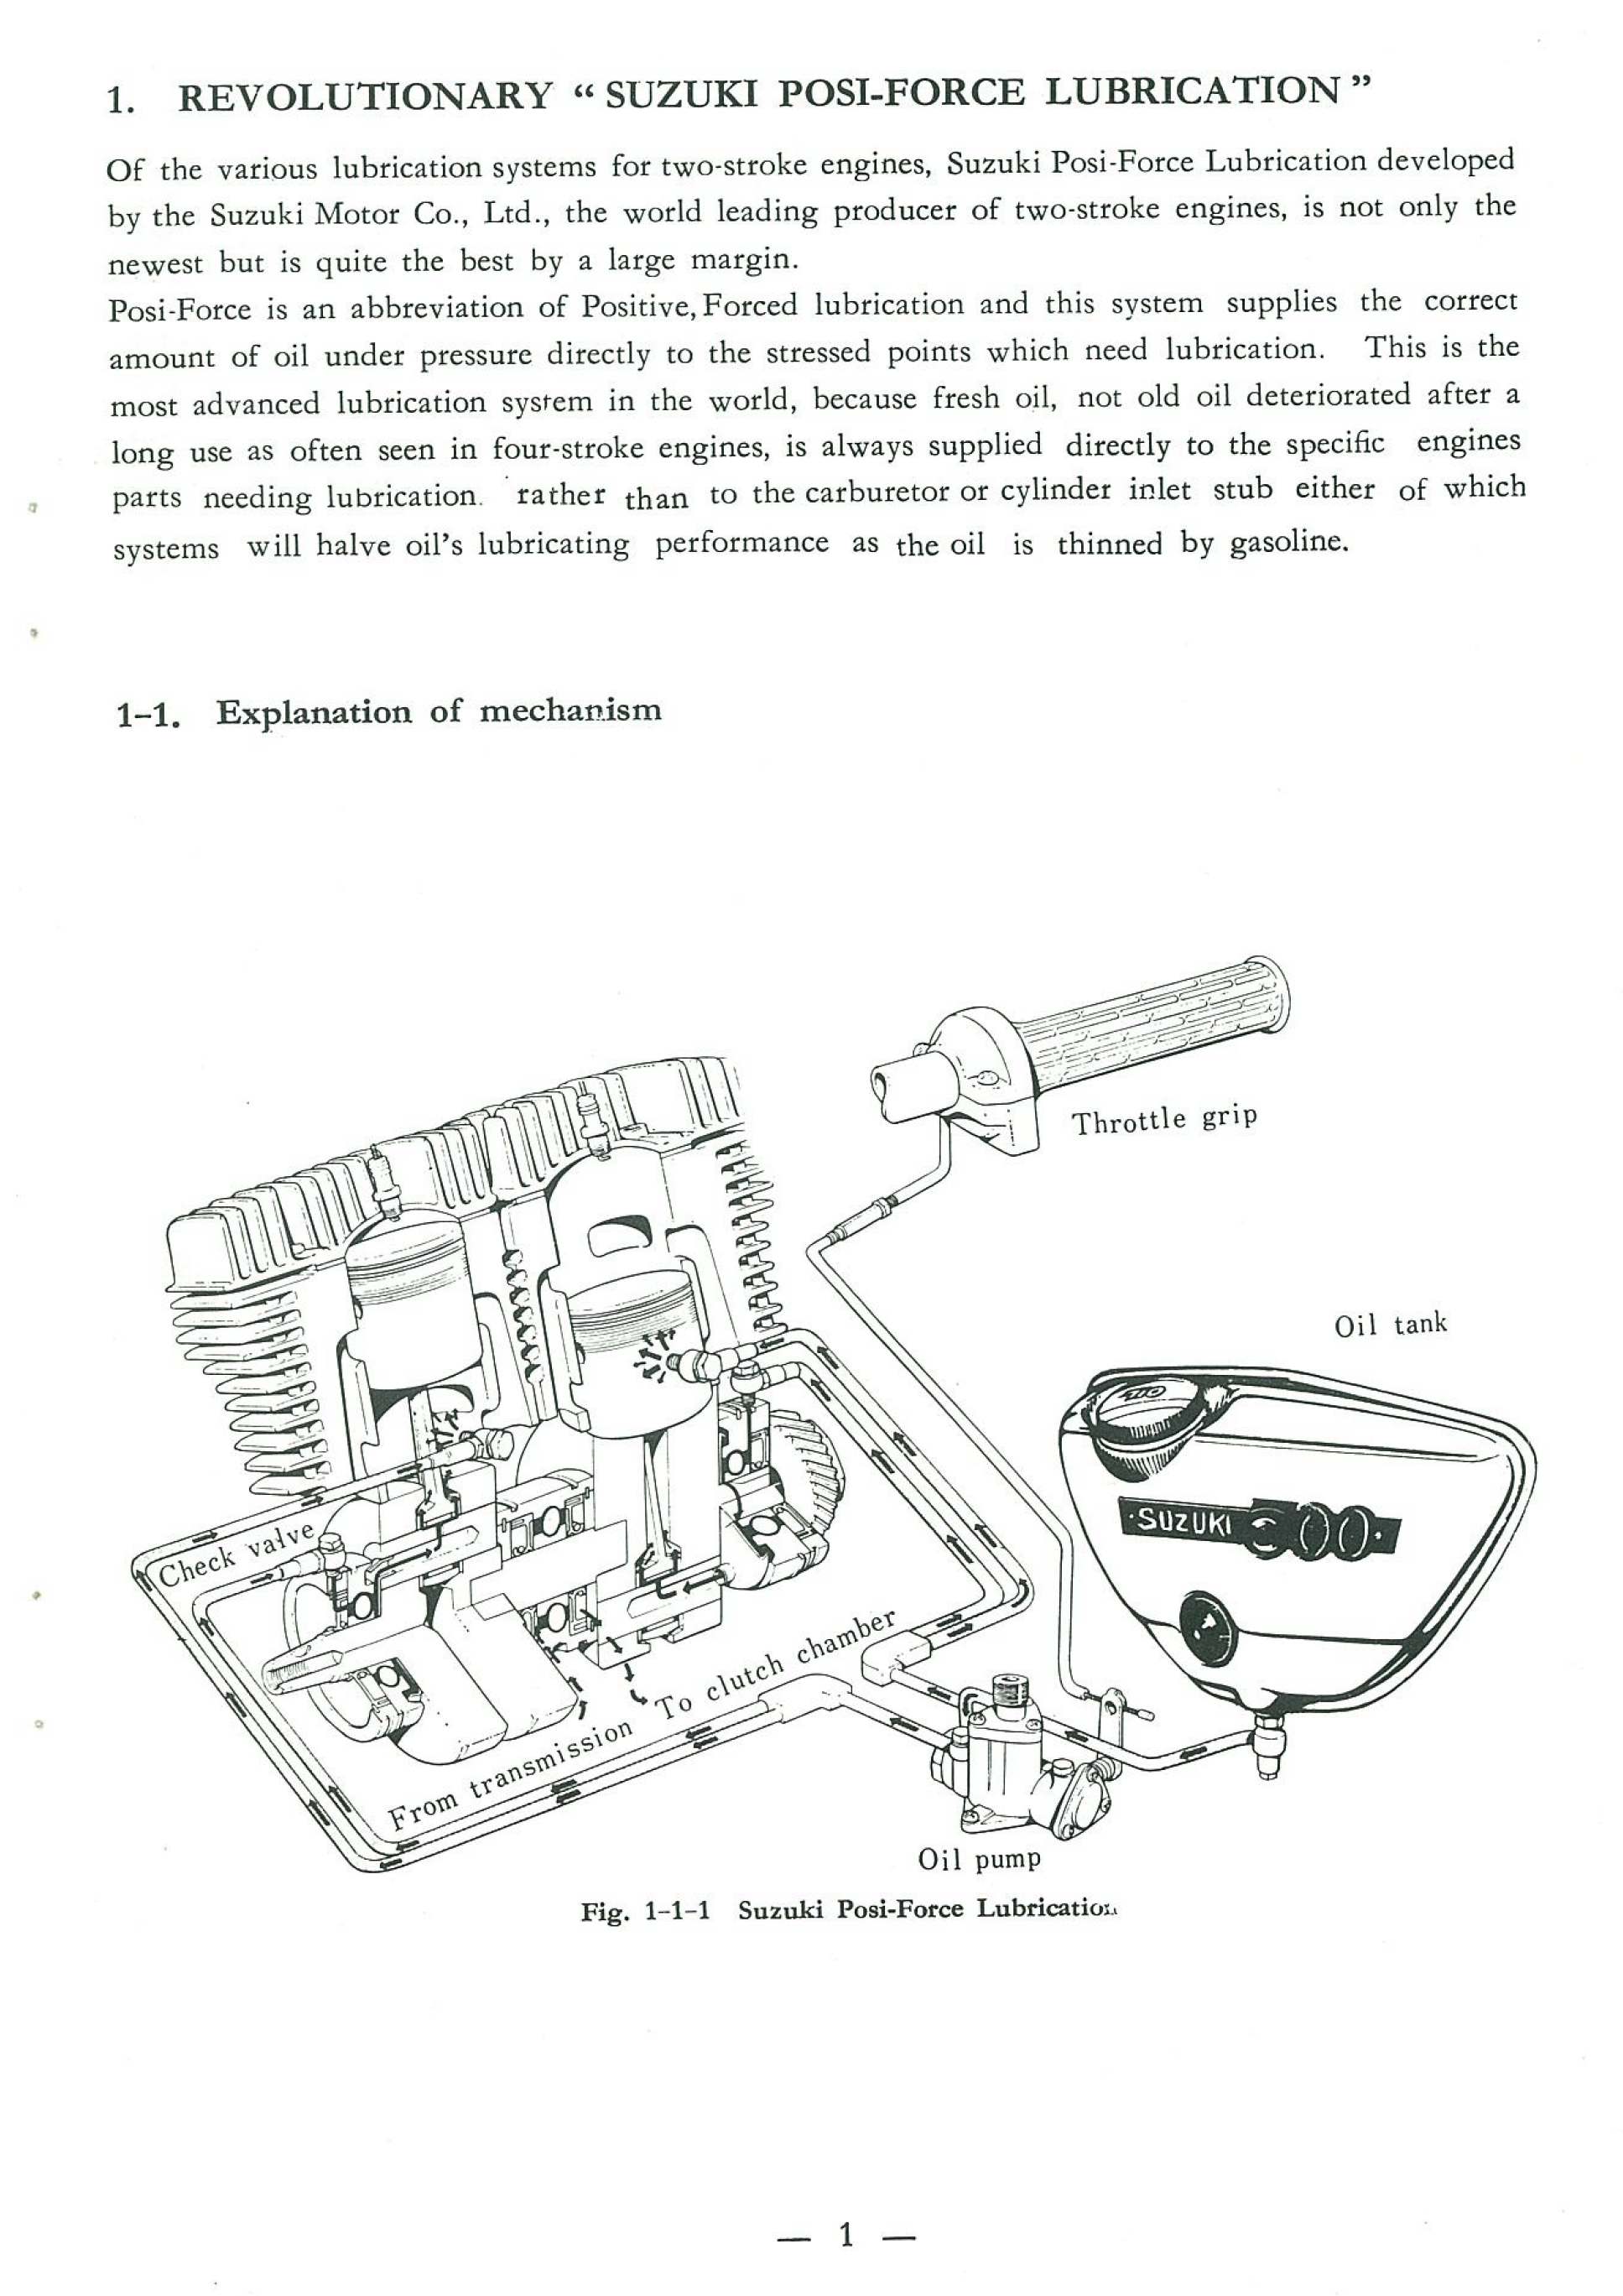 1. REVOLUTIONARY “ SUZUKI POSI-FORCE LUBRICATION ”
Of the various lubrication systems for two-stroke engines, Suzuki Posi-Force Lubrication developed
by the Suzuki Motor Co., Ltd., the world leading producer of two-stroke engines, is not only the
newest but is quite the best by a large margin.
Posi-Force is an abbreviation of Positive, Forced lubrication and this system supplies the correct
amount of oil under pressure directly to the stressed points which need lubrication. This is the
most advanced lubrication system in the world, because fresh oil, not old oil deteriorated after a
long use as often seen in four-stroke engines, is always supplied directly to the specific engines
parts needing lubrication. rather than to the carburetor or cylinder inlet stub either of which
systems will halve oil’s lubricating performance as the oil is thinned by gasoline.
1-1. Explanation of mechanism
Throttle grip
Oil tank
OIL
·SUZUKI 500·
Check valve
To clutch chamber
From transmission
Oil pump
Fig. 1-1-1 Suzuki Posi-Force Lubrication
— 1 —